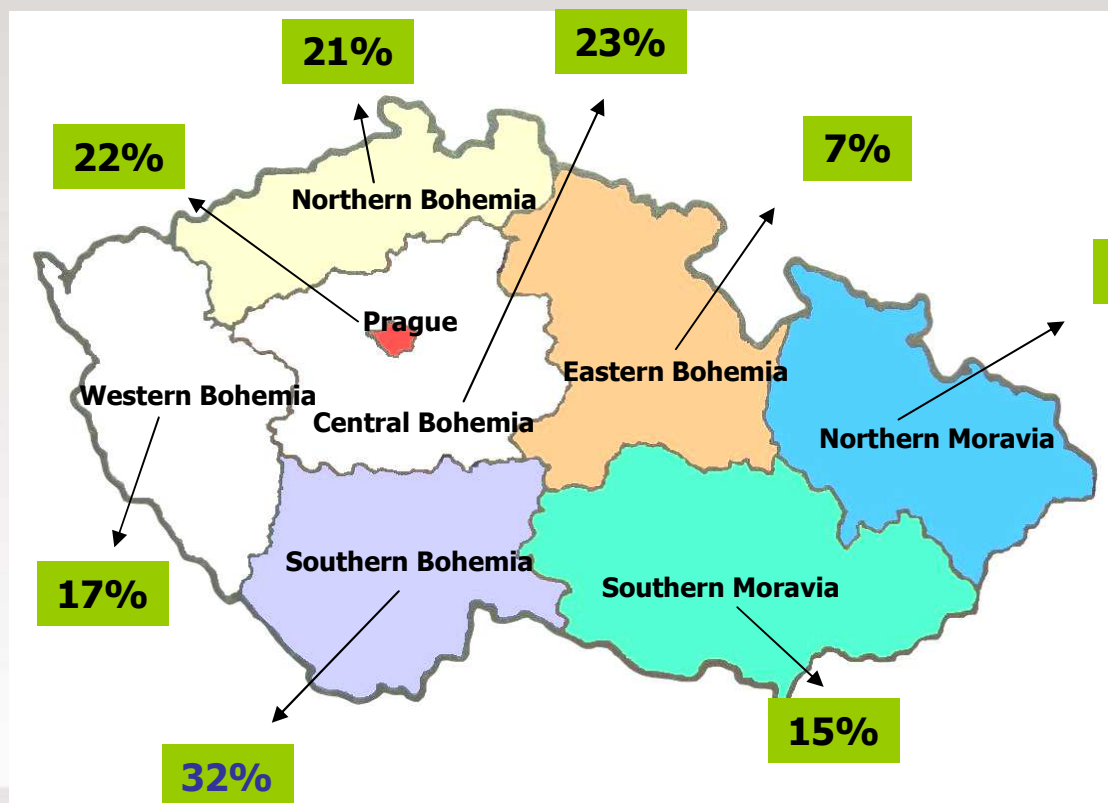 21%
23%
22%
7%
Northern Bohemia
Prague
Eastern Bohemia
Western Bohemia
Central Bohemia
Northern Moravia
Southern Bohemia
Southern Moravia
17%
15%
32%